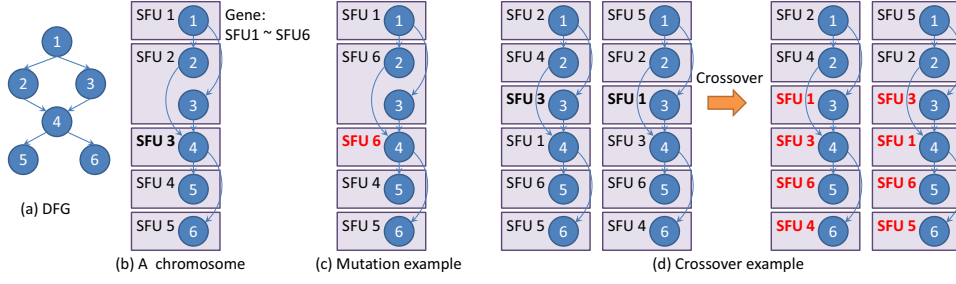 1
2
3
4
5
6
(a) DFG
SFU 1
1
SFU 2
2
3
SFU 3
4
SFU 4
5
SFU 5
6
Gene:
SFU1 ~ SFU6
(b) A chromosome
SFU 1
1
SFU 6
2
3
SFU 6
4
SFU 4
5
SFU 5
6
(c) Mutation example
SFU 2
1
SFU 4
2
SFU 3
3
SFU 1
4
SFU 6
5
SFU 5
6
SFU 5
1
SFU 2
2
SFU 1
3
SFU 3
4
SFU 6
5
SFU 4
6
Crossover
SFU 2
1
SFU 4
2
SFU 1
3
SFU 3
4
SFU 6
5
SFU 4
6
SFU 5
1
SFU 2
2
SFU 3
3
SFU 1
4
SFU 6
5
SFU 5
6
(d) Crossover example